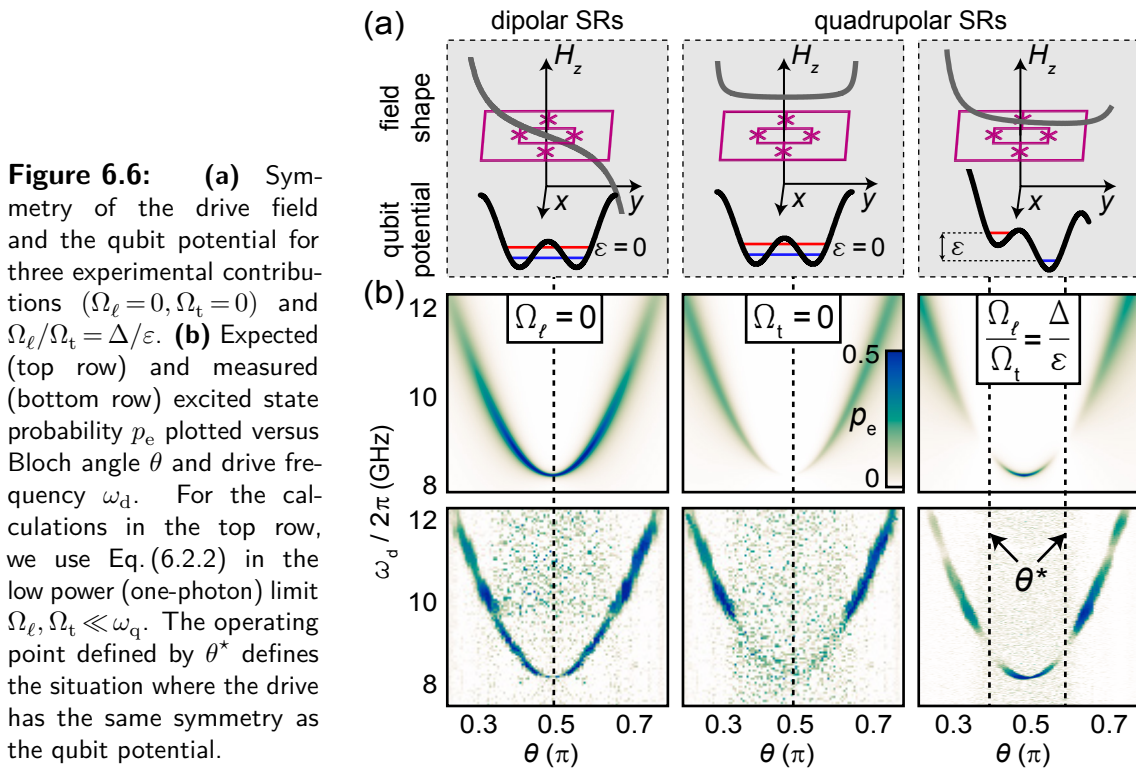 Figure 6.6: (a) Sym-
metry of the drive field
and the qubit potential for
three experimental contribu-
tions (Ωℓ = 0, Ωt = 0) and
Ωℓ/Ωt = Δ/ε. (b) Expected
(top row) and measured
(bottom row) excited state
probability pe plotted versus
Bloch angle θ and drive fre-
quency ωd. For the cal-
culations in the top row,
we use Eq. (6.2.2) in the
low power (one-photon) limit
Ωℓ, Ωt ≪ ωq. The operating
point defined by θ* defines
the situation where the drive
has the same symmetry as
the qubit potential.
(a)
dipolar SRs
quadrupolar SRs
field
shape
Hz
Hz
Hz
qubit
potential
x
y
x
y
x
y
ε = 0
ε = 0
ε
(b)
Ωℓ = 0
Ωt = 0
Ωℓ/Ωt = Δ/ε
12
10
8
0.5
pe
0
ωd / 2π (GHz)
12
10
8
θ*
0.3 0.5 0.7
0.3 0.5 0.7
0.3 0.5 0.7
θ (π)
θ (π)
θ (π)